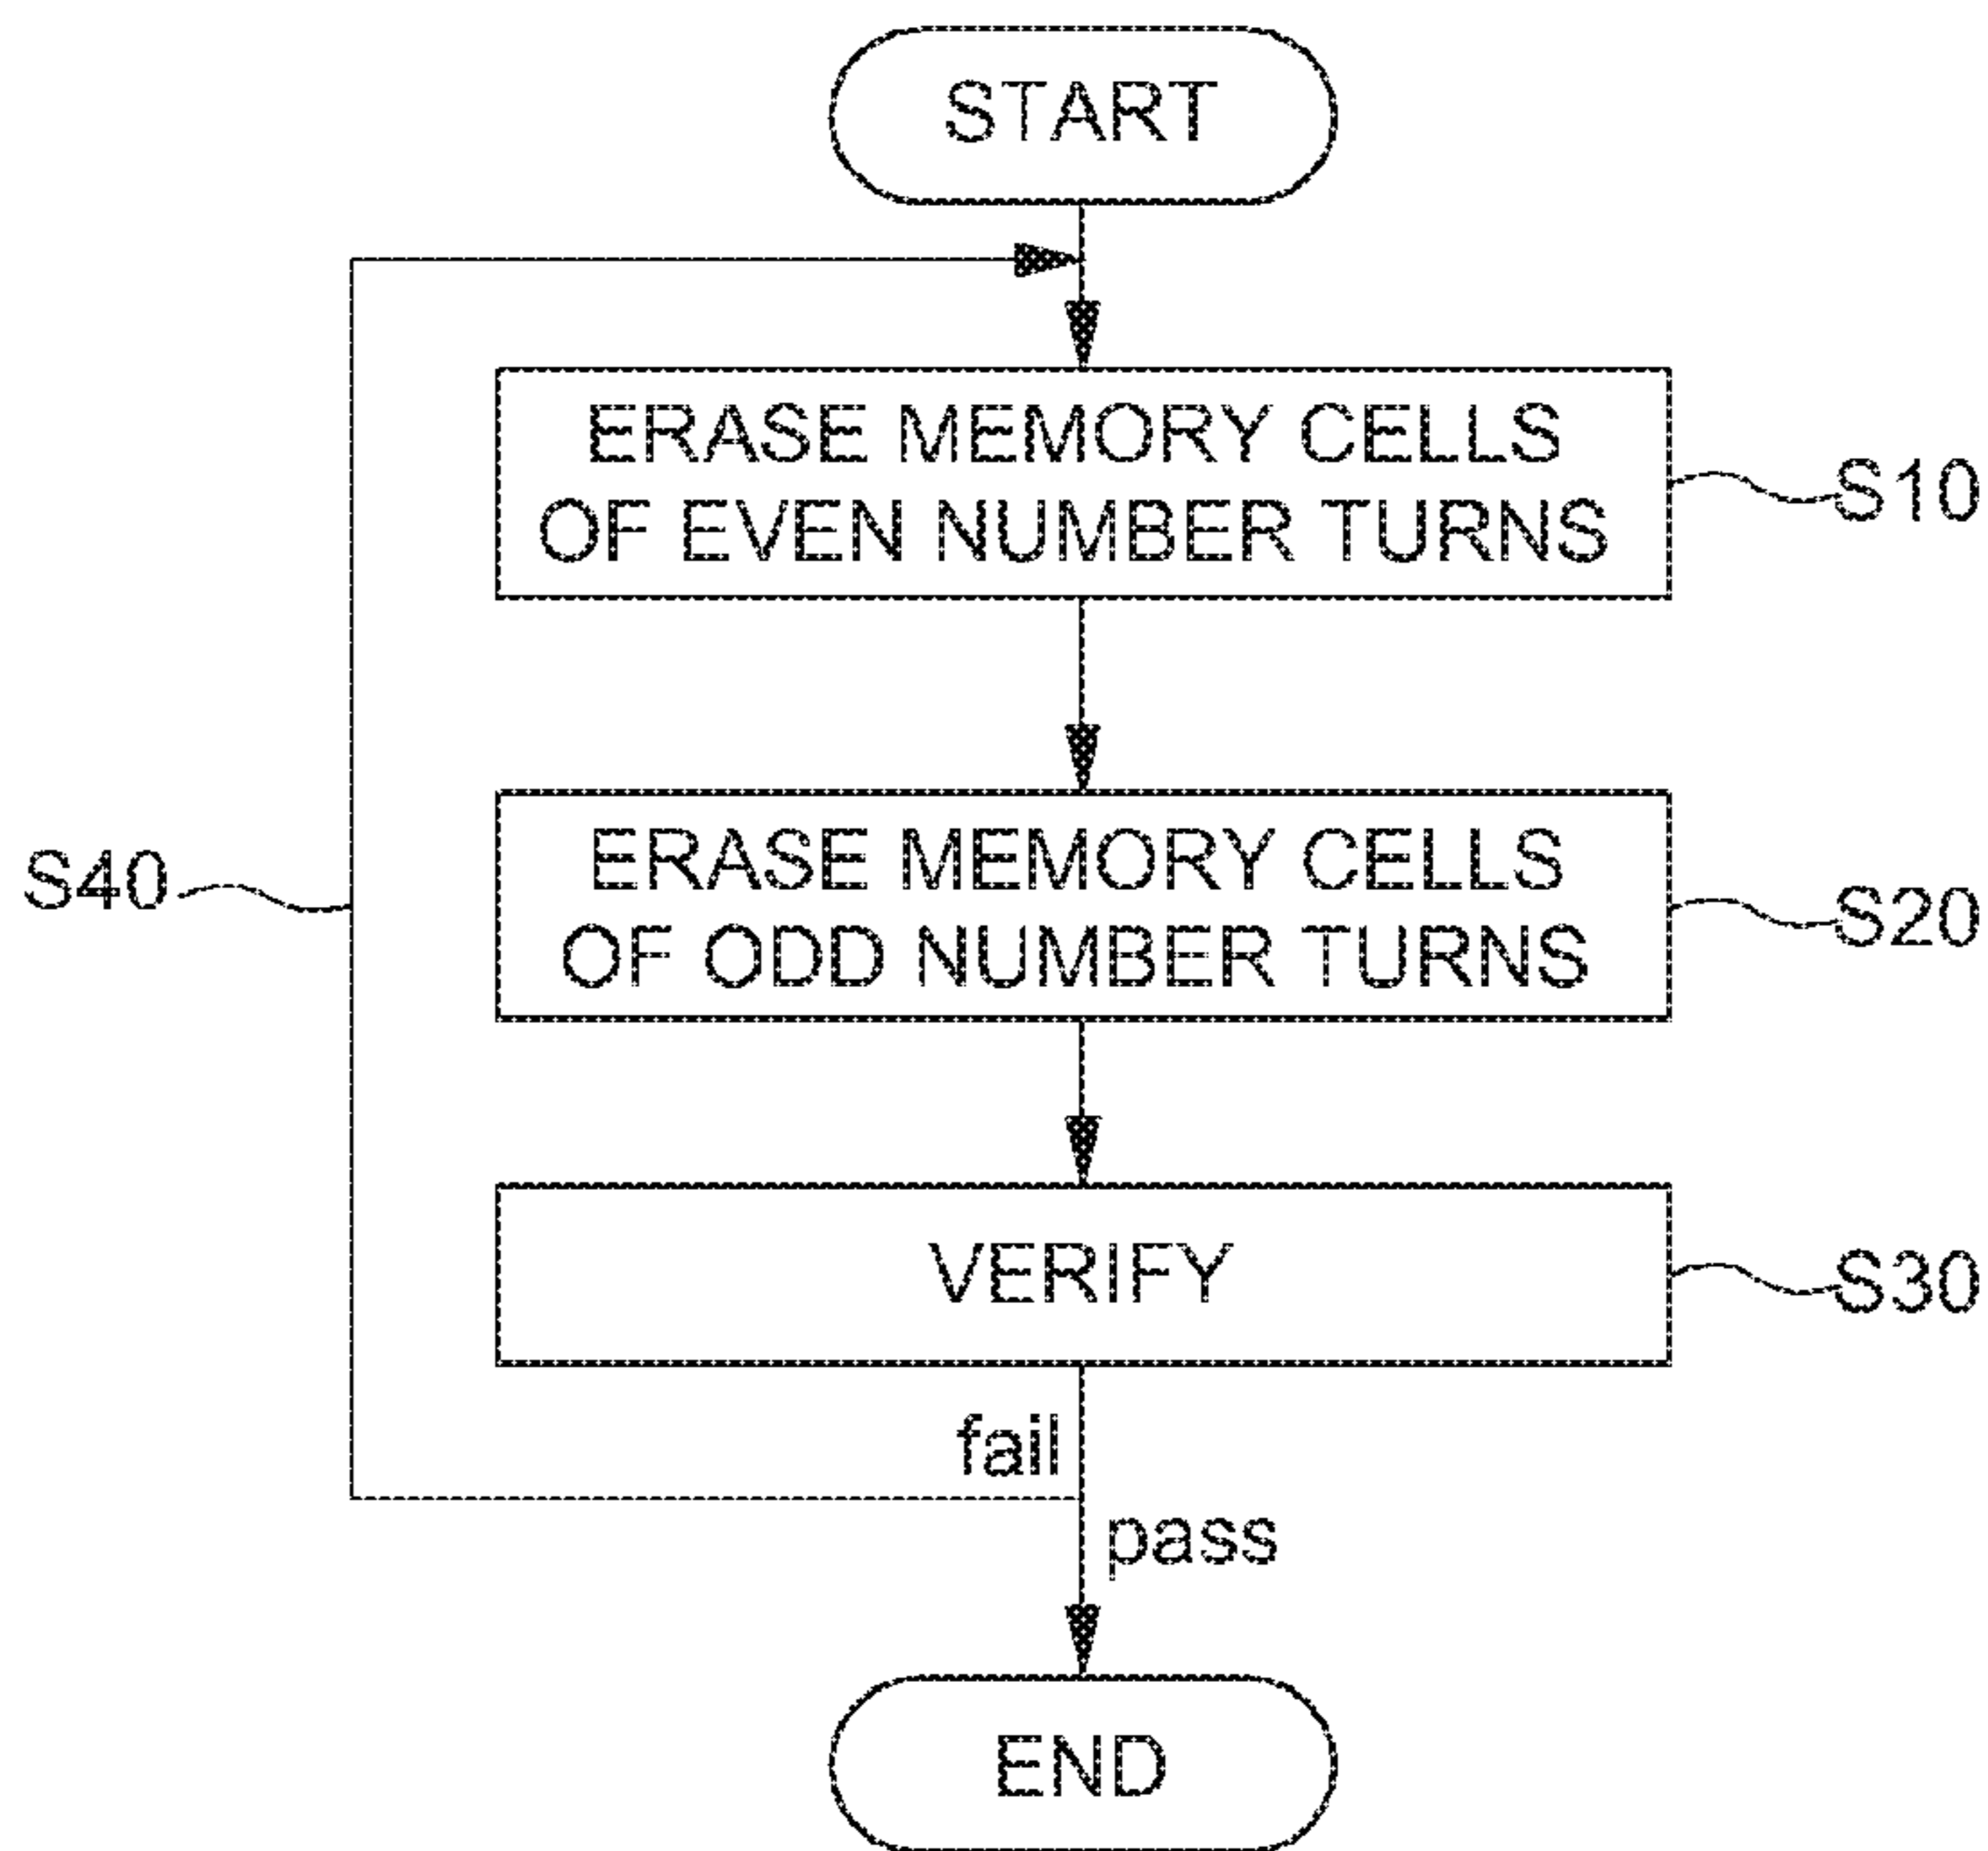 START
ERASE MEMORY CELLS
OF EVEN NUMBER TURNS
S10
ERASE MEMORY CELLS
OF ODD NUMBER TURNS
S40
S20
VERIFY
S30
fail
pass
END